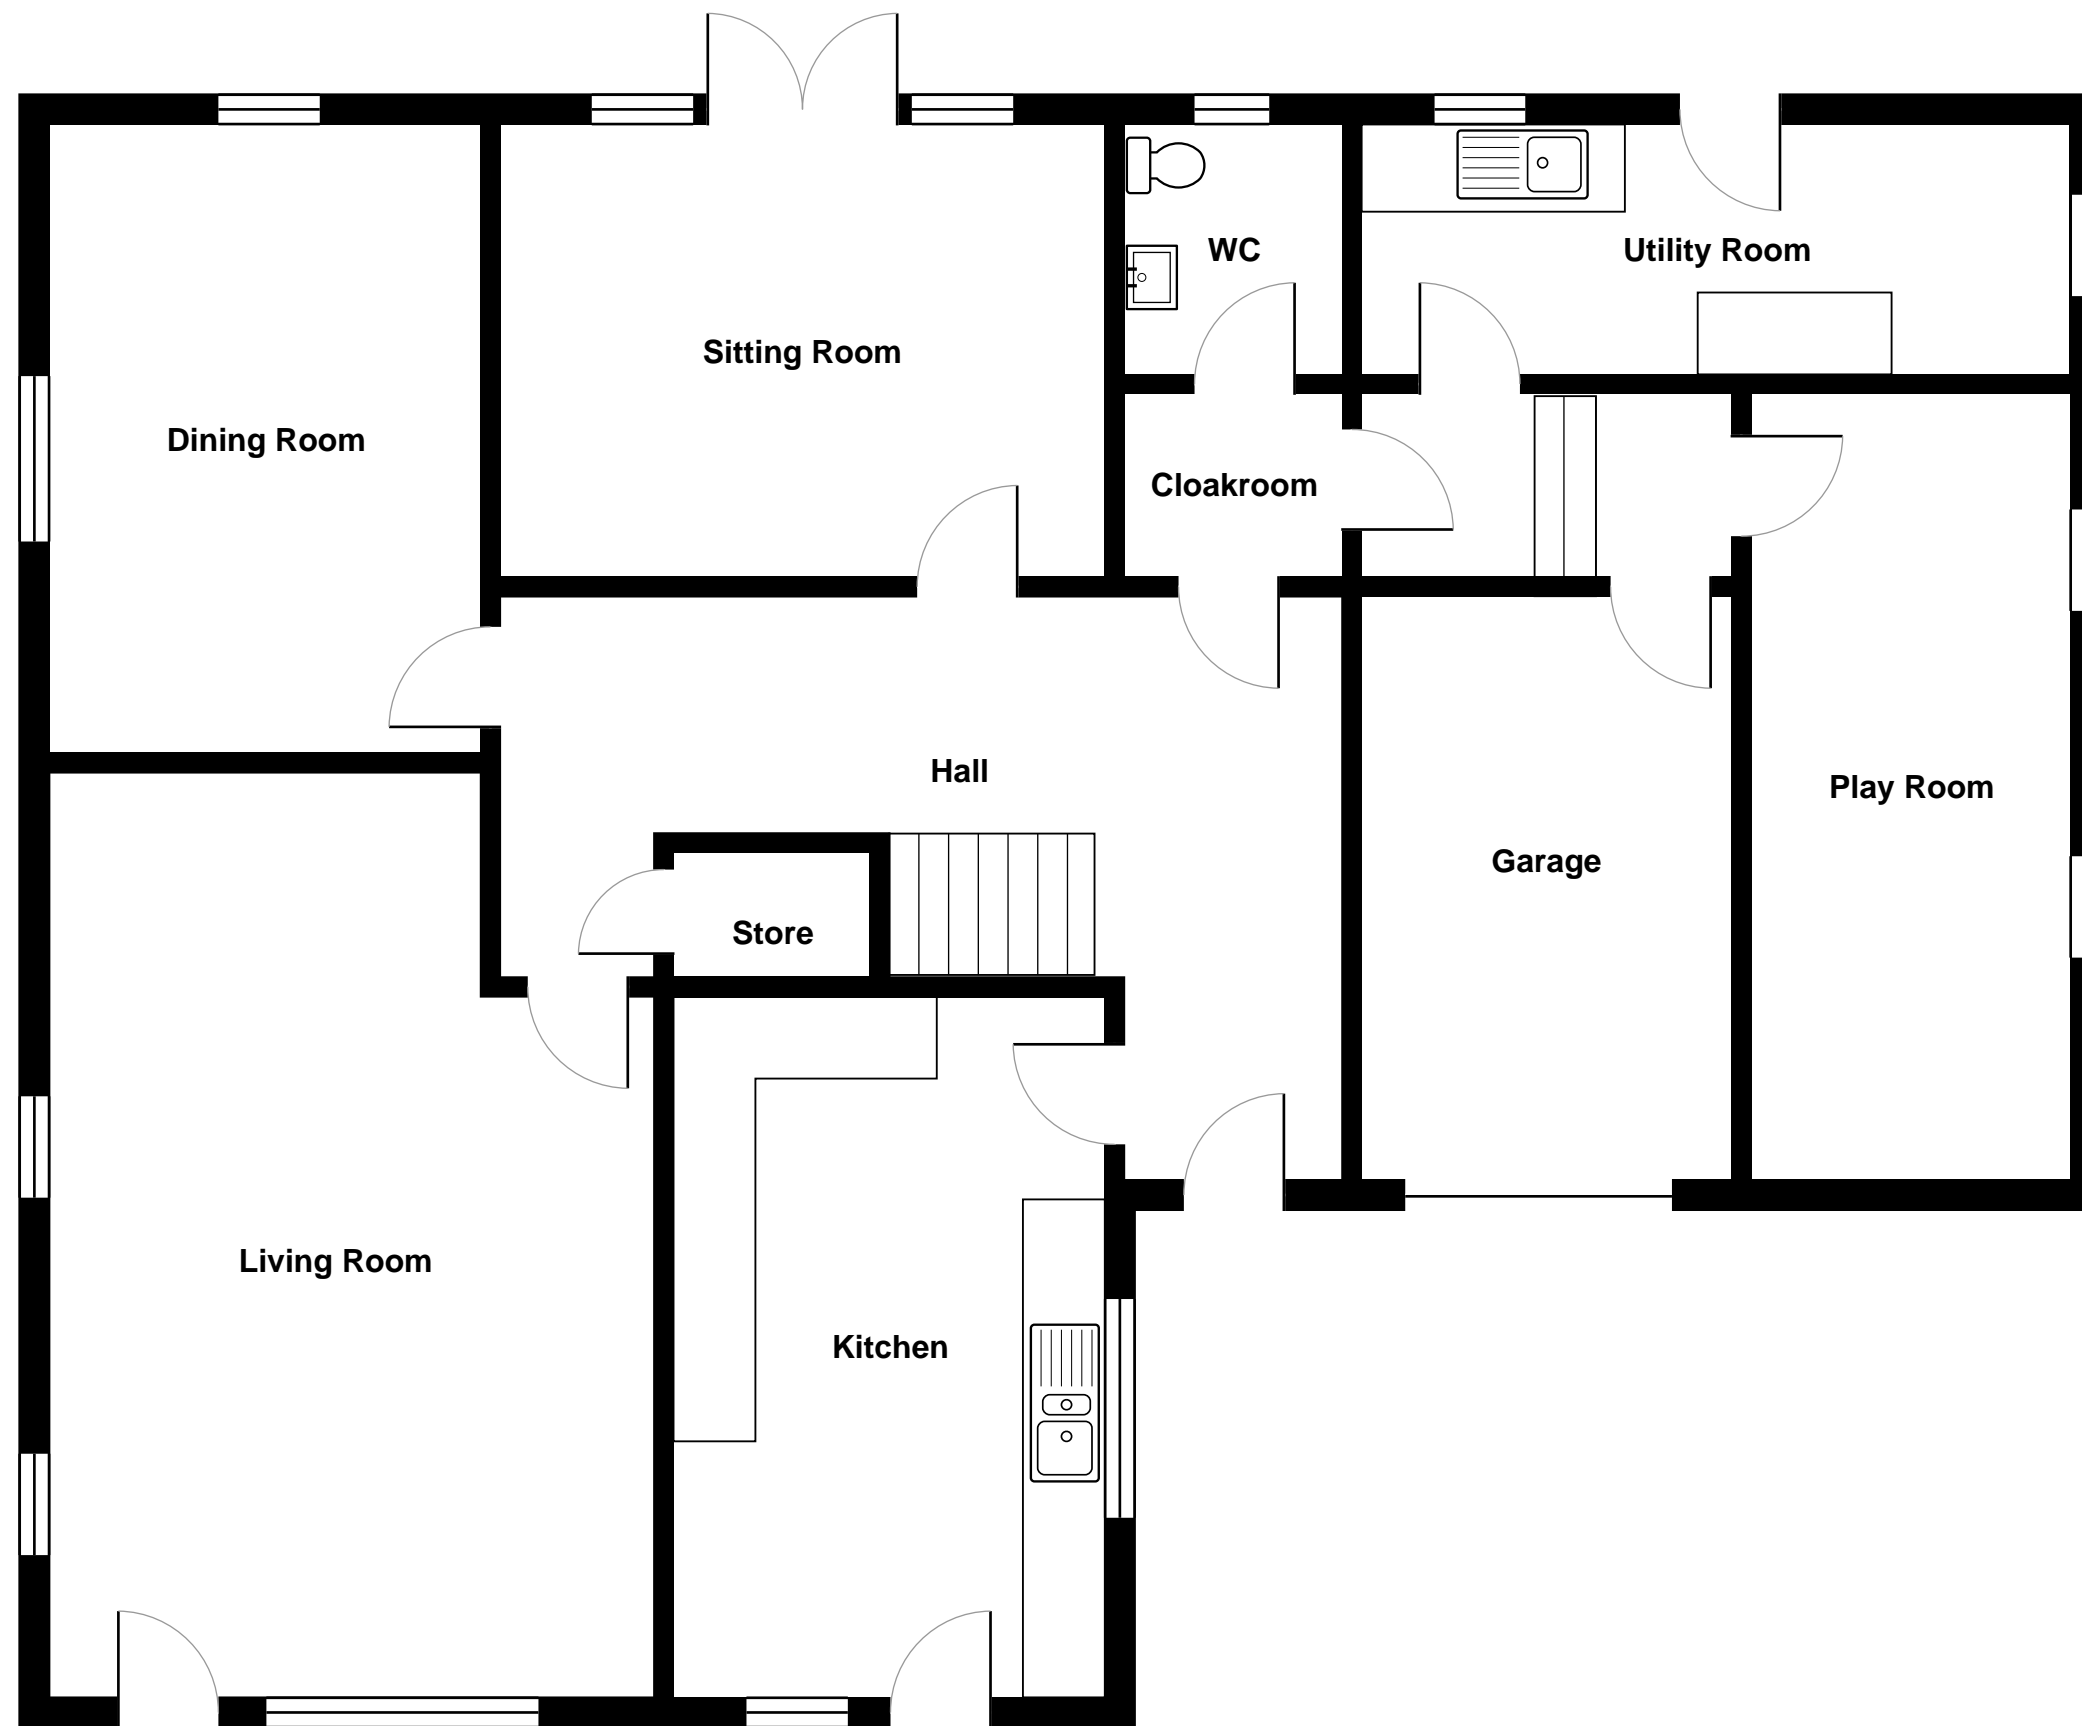 WC
Utility Room
Sitting Room
Dining Room
Cloakroom
Hall
Play Room
Garage
Store
Living Room
Kitchen